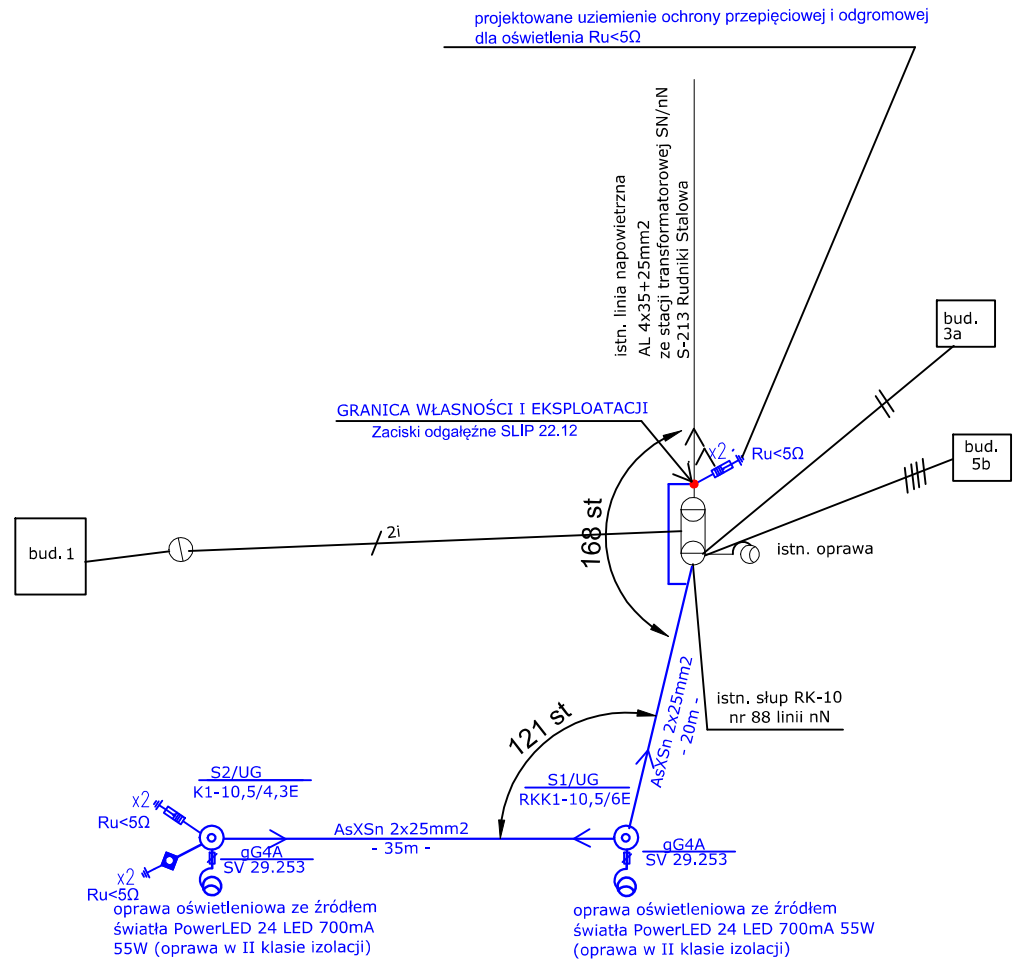 projektowane uziemienie ochrony przepięciowej i odgromowej
dla oświetlenia Ru<5Ω
istn. linia napowietrzna
AL 4x35+25mm2
ze stacji transformatorowej SN/nN
S-213 Rudniki Stalowa
bud.
3a
GRANICA WŁASNOŚCI I EKSPLOATACJI
Zaciski odgałęźne SLIP 22.12
x2
Ru<5Ω
bud.
5b
168 st
bud. 1
2i
istn. oprawa
AsXSn 2x25mm2
- 20m -
istn. słup RK-10
nr 88 linii nN
121 st
S2/UG
K1-10,5/4,3E
S1/UG
RKK1-10,5/6E
x2
Ru<5Ω
AsXSn 2x25mm2
- 35m -
gG4A
SV 29.253
gG4A
SV 29.253
x2
Ru<5Ω
oprawa oświetleniowa ze źródłem
światła PowerLED 24 LED 700mA
55W (oprawa w II klasie izolacji)
oprawa oświetleniowa ze źródłem
światła PowerLED 24 LED 700mA 55W
(oprawa w II klasie izolacji)